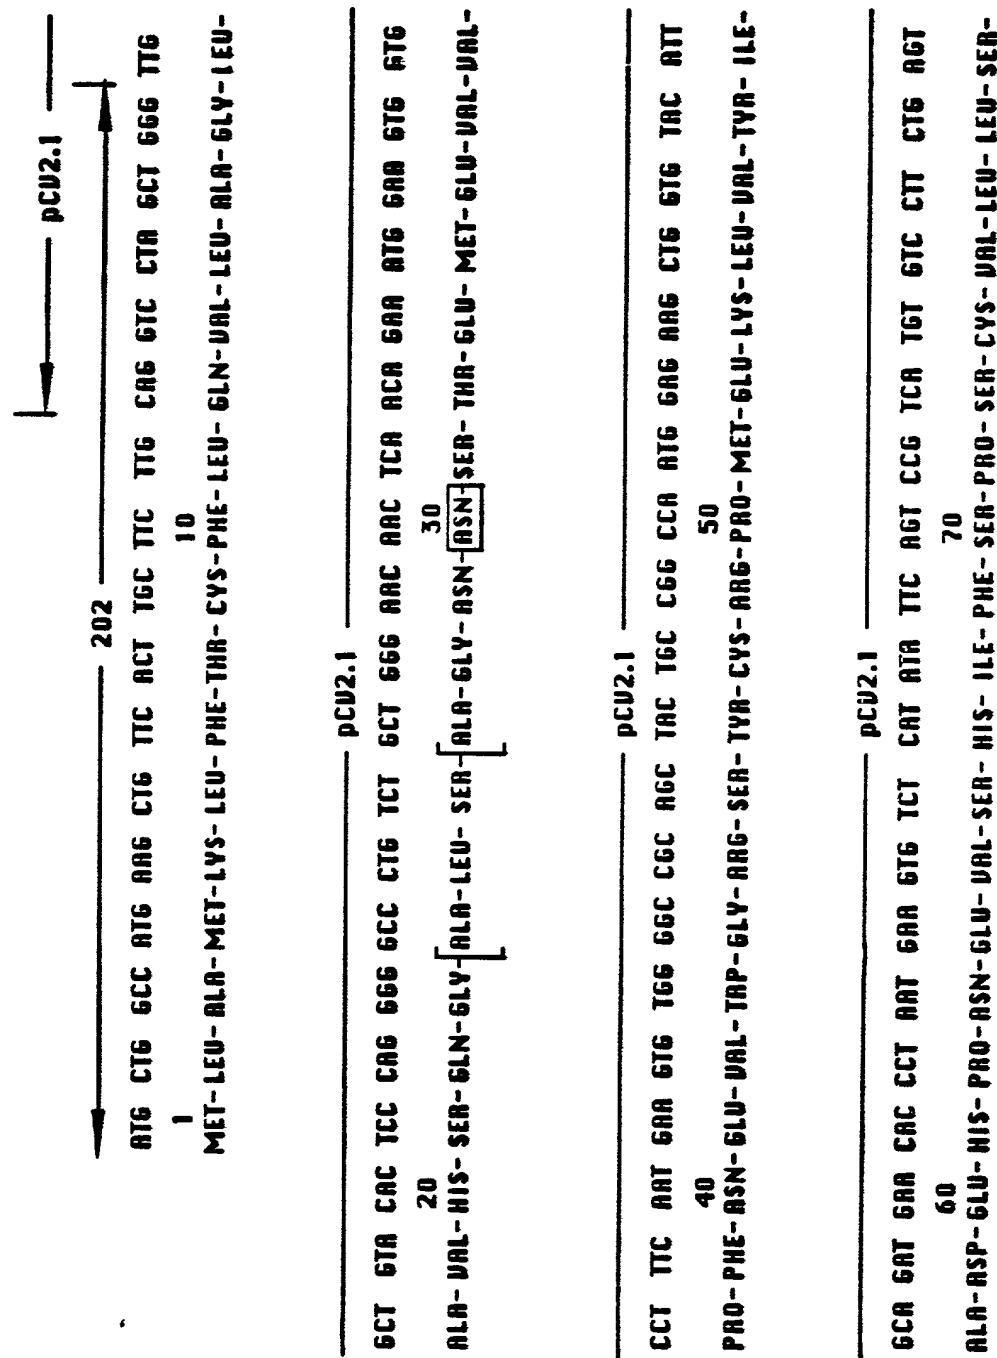 pCV2.1
202
ATG CTG GCC ATG AAG CTG TTC ACT TGC TTC TTG CAG GTC CTA GCT GGG TTG
1 10
MET-LEU-ALA-MET-LYS-LEU-PHE-THR-CYS-PHE-LEU-GLN-VAL-LEU-ALA-GLY-LEU-
pCV2.1
GCT GTA CAC TCC CAG GGG GCC CTG TCT GCT GGG AAC AAC TCA ACA GAA ATG GAA GTG GTG
20 30
ALA-VAL-HIS-SER-GLN-GLY-ALA-LEU-SER-ALA-GLY-ASN-ASN-SER-THR-GLU-MET-GLU-VAL-VAL-
pCV2.1
CCT TTC AAT GAA GTG TGG GGC CGC AGC TAC TGC CGG CCA ATG GAG AAG CTG GTG TAC ATT
40 50
PRO-PHE-ASN-GLU-VAL-TRP-GLY-ARG-SER-TYR-CYS-ARG-PRO-MET-GLU-LYS-LEU-VAL-TYR-ILE-
pCV2.1
GCA GAT GAA CAC CCT AAT GAA GTG TCT CAT ATA TTC AGT CCG TCA TGT GTC CTT CTG AGT
60 70
ALA-ASP-GLU-HIS-PRO-ASN-GLU-VAL-SER-HIS-ILE-PHE-SER-PRO-SER-CYS-VAL-LEU-LEU-SER-